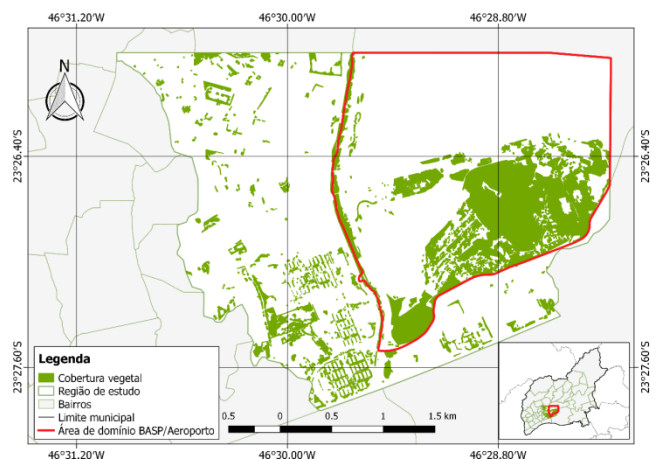 46°31.20'W 46°30.00'W 46°28.80'W
N
23°26.40'S 23°26.40'S
23°27.60'S 23°27.60'S
Legenda
Cobertura vegetal
Região de estudo
Bairros
Limite municipal
Área de domínio BASP/Aeroporto
0.5 0 0.5 1 1.5 km
46°31.20'W 46°30.00'W 46°28.80'W